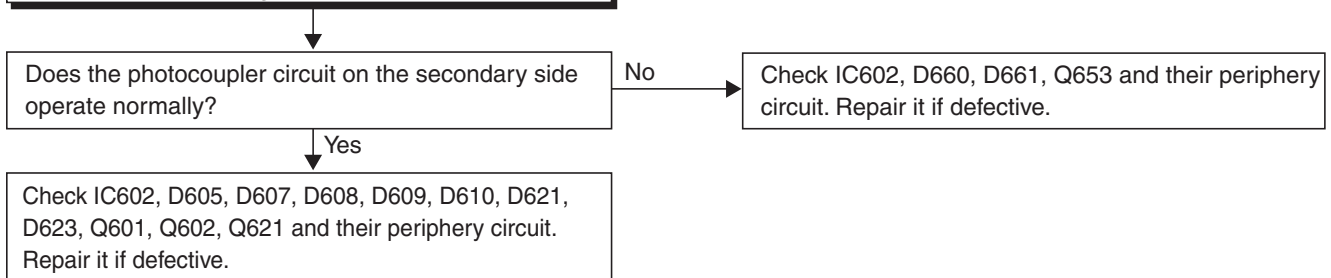 Does the photocoupler circuit on the secondary side
operate normally?
No
Check IC602, D660, D661, Q653 and their periphery
circuit. Repair it if defective.
Yes
Check IC602, D605, D607, D608, D609, D610, D621,
D623, Q601, Q602, Q621 and their periphery circuit.
Repair it if defective.